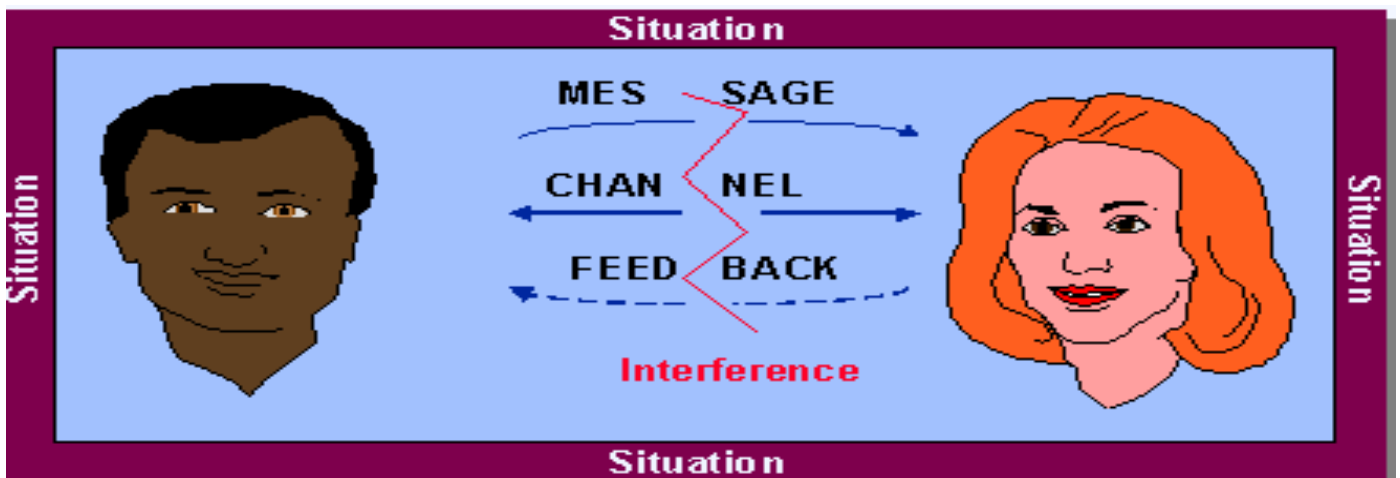 Situation
Situation
MES SAGE
CHAN NEL
FEED BACK
Interference
Situation
Situation